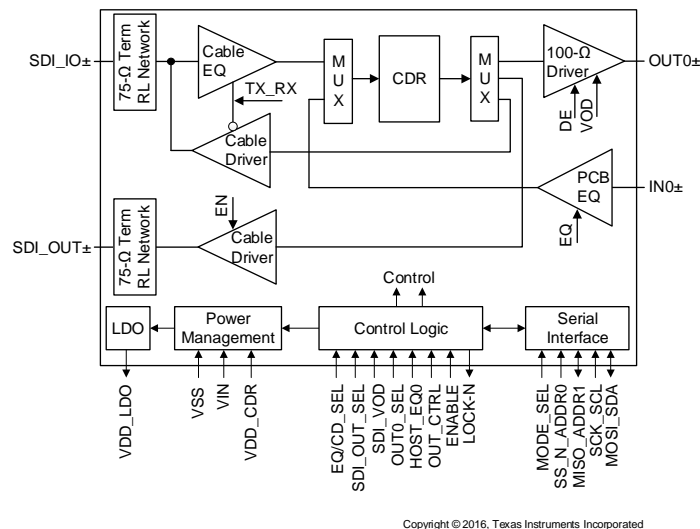 SDI_IO±
75-Ω Term
RL Network
Cable
EQ
TX_RX
Cable
Driver
M
U
X
CDR
M
U
X
100-Ω
Driver
OUT0±
DE
VOD
PCB
EQ
IN0±
EQ
SDI_OUT±
75-Ω Term
RL Network
EN
Cable
Driver
Control
LDO
Power
Management
Control Logic
Serial
Interface
VDD_LDO
VSS
VIN
VDD_CDR
EQ/CD_SEL
SDI_OUT_SEL
SDI_VOD
OUT0_SEL
HOST_EQ0
OUT_CTRL
ENABLE
LOCK-N
MODE_SEL
SS_N_ADDR0
MISO_ADDR1
SCK_SCL
MOSI_SDA
Copyright © 2016, Texas Instruments Incorporated